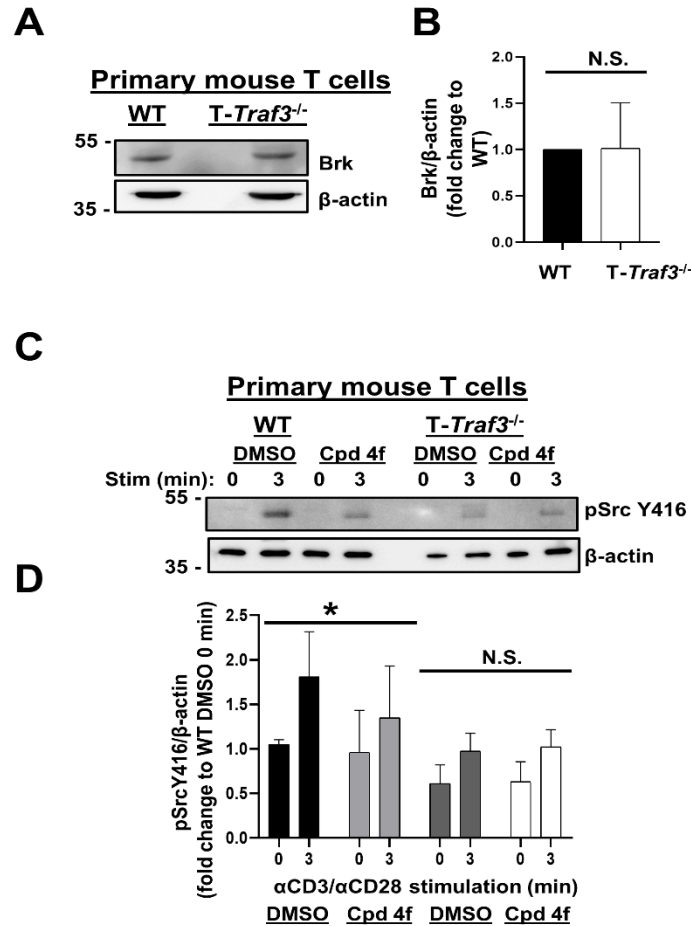 A
Primary mouse T cells
WT T-Traf3-/-
55 -
Brk
β-actin
35 -
B
N.S.
2.0
1.5
1.0
0.5
0.0
Brk/β-actin
(fold change to
WT)
WT T-Traf3-/-
C
Primary mouse T cells
WT T-Traf3-/-
DMSO Cpd 4f DMSO Cpd 4f
Stim (min): 0 3 0 3 0 3 0 3
55 -
pSrc Y416
β-actin
35 -
D
pSrcY416/β-actin
(fold change to WT DMSO 0 min)
2.5
2.0
1.5
1.0
0.5
0.0
*
N.S.
0 3 0 3 0 3 0 3
αCD3/αCD28 stimulation (min)
DMSO Cpd 4f DMSO Cpd 4f